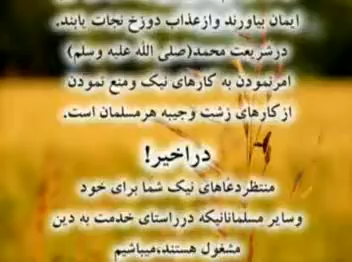 ایمان بیاورند وازعذاب دوزخ نجات یابند.
درشریعت محمد(صلی الله علیه وسلم)
امرنمودن به کارهای نیک ومنع نمودن
ازکارهای زشت وجیبه هرمسلمان است.
دراخیر!
منتظردعاهای نیک شما برای خود
وسایر مسلمانانیکه درراستای خدمت به دین
مشغول هستند،میباشیم